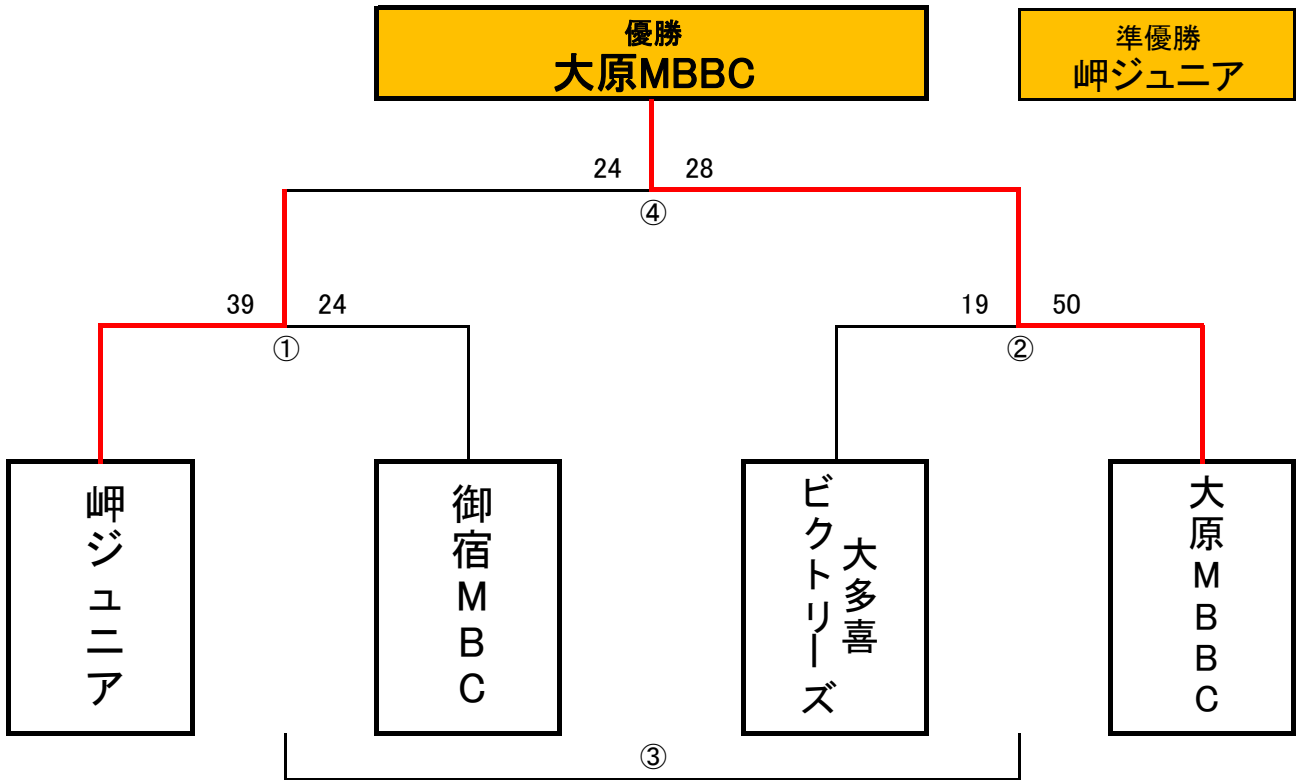 優勝
大原MBBC
準優勝
岬ジュニア
24 28
④
39 24
①
19 50
②
岬ジュニア
御宿MBC
大多喜
ビクトリーズ
大原MBBC
③